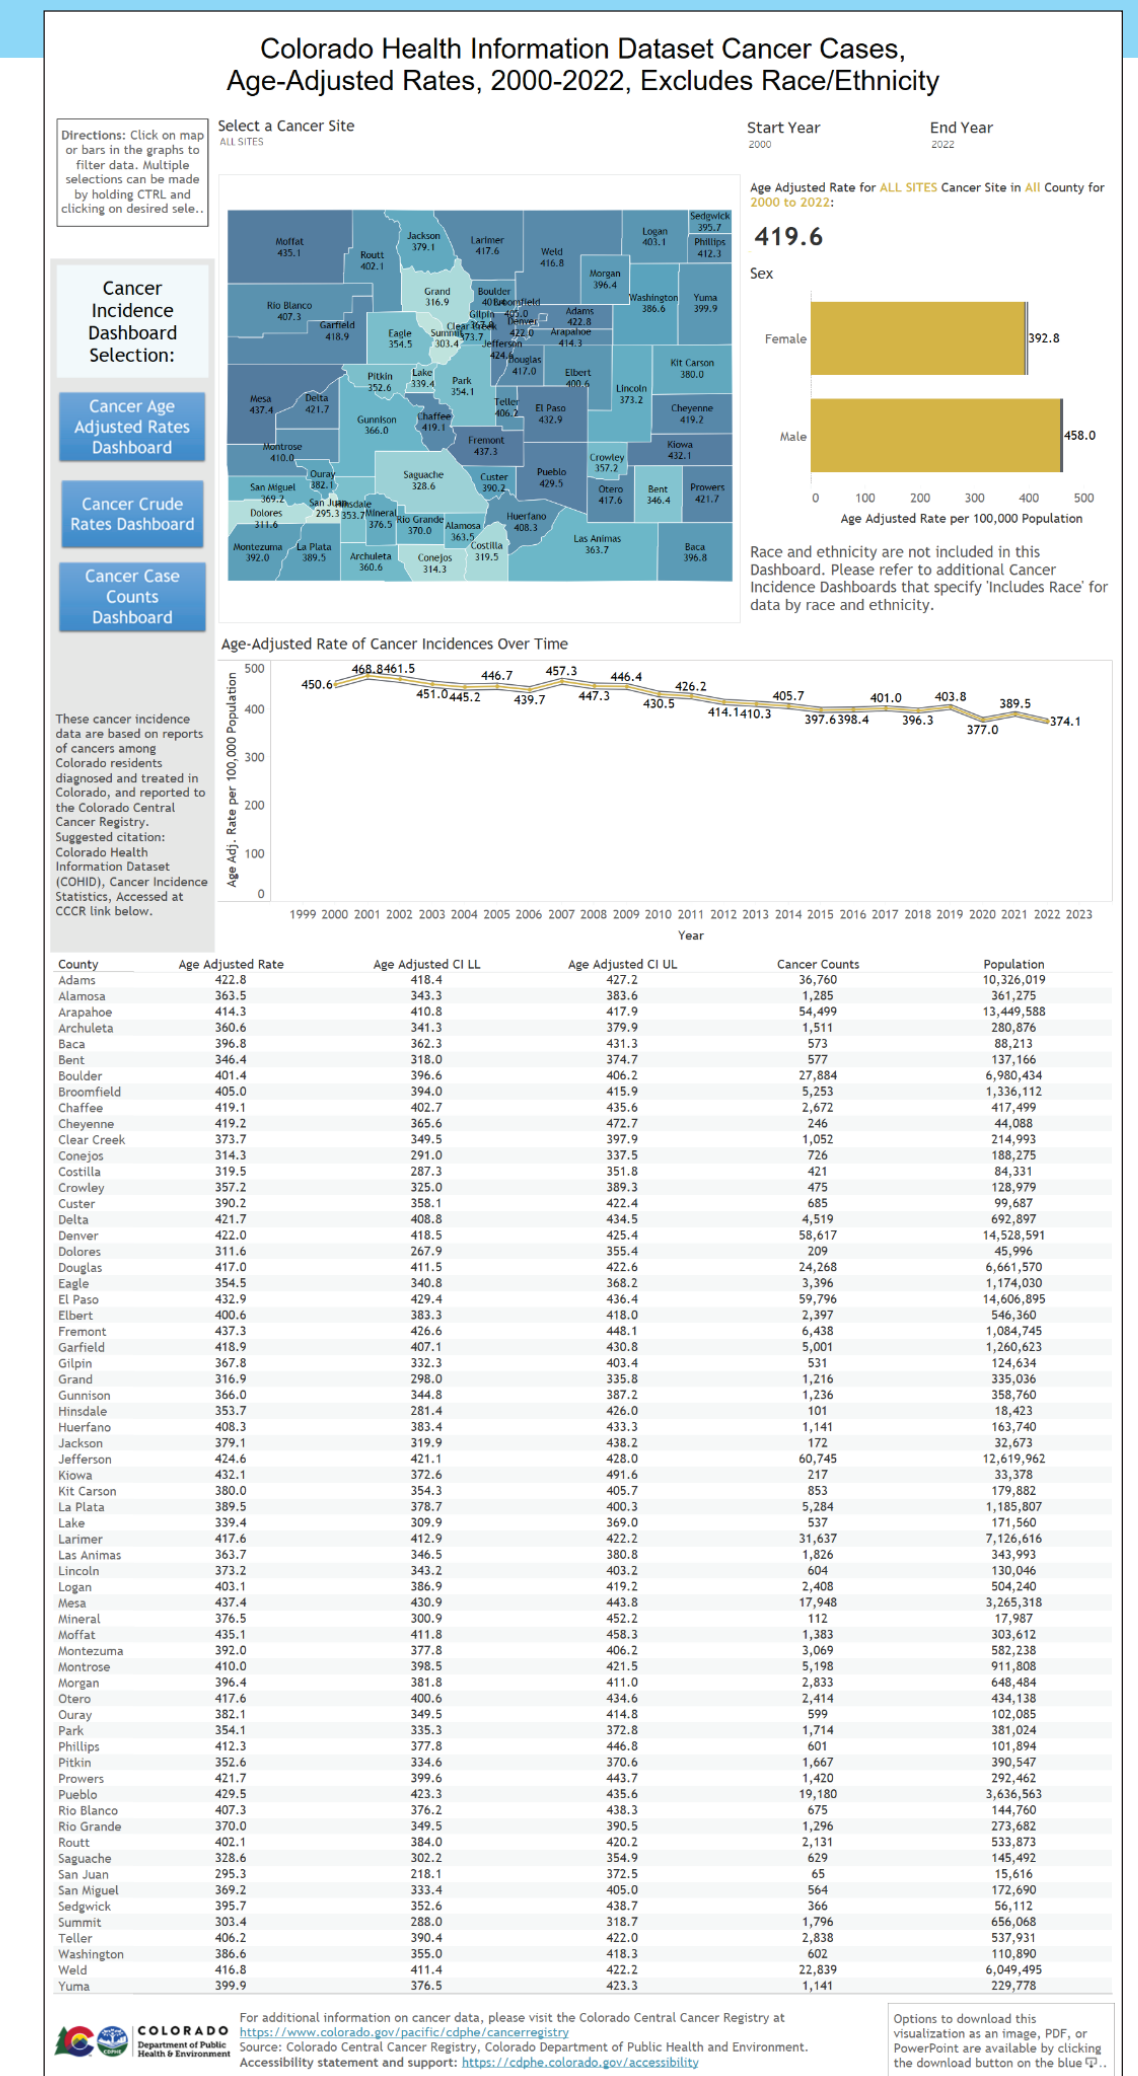 Colorado Health Information Dataset Cancer Cases,
Age-Adjusted Rates, 2000-2022, Excludes Race/Ethnicity
Directions: Click on map
or bars in the graphs to
filter data. Multiple
selections can be made
by holding CTRL and
clicking on desired sele..
Select a Cancer Site
ALL SITES
Start Year
2000
End Year
2022
Cancer
Incidence
Dashboard
Selection:
Cancer Age
Adjusted Rates
Dashboard
Cancer Crude
Rates Dashboard
Cancer Case
Counts
Dashboard
These cancer incidence
data are based on reports
of cancers among
Colorado residents
diagnosed and treated in
Colorado, and reported to
the Colorado Central
Cancer Registry.
Suggested citation:
Colorado Health
Information Dataset
(COHID), Cancer Incidence
Statistics, Accessed at
CCCR link below.
Moffat
435.1
Routt
402.1
Jackson
379.1
Larimer
417.6
Weld
416.8
Logan
403.1
Sedgwick
395.7
Phillips
412.3
Morgan
396.4
Washington
386.6
Yuma
399.9
Grand
316.9
Boulder
401.4
Broomfield
405.0
Rio Blanco
407.3
Garfield
418.9
Eagle
354.5
Summit
303.4
Gilpin
367.8
Clear Creek
373.7
Denver
422.0
Adams
422.8
Arapahoe
414.3
Jefferson
424.6
Douglas
417.0
Elbert
400.6
Kit Carson
380.0
Pitkin
352.6
Lake
339.4
Park
354.1
Lincoln
373.2
Mesa
437.4
Delta
421.7
Gunnison
366.0
Chaffee
419.1
Teller
406.2
El Paso
432.9
Cheyenne
419.2
Montrose
410.0
Fremont
437.3
Kiowa
432.1
Ouray
382.1
Saguache
328.6
Custer
390.2
Pueblo
429.5
Crowley
357.2
Otero
417.6
Bent
346.4
Prowers
421.7
San Miguel
369.2
Dolores
311.6
San Juan
295.3
Hinsdale
353.7
Mineral
376.5
Rio Grande
370.0
Alamosa
363.5
Huerfano
408.3
Montezuma
392.0
La Plata
389.5
Archuleta
360.6
Conejos
314.3
Costilla
319.5
Las Animas
363.7
Baca
396.8
Age Adjusted Rate for ALL SITES Cancer Site in All County for
2000 to 2022:
419.6
Sex
Female
392.8
Male
458.0
0 100 200 300 400 500
Age Adjusted Rate per 100,000 Population
Race and ethnicity are not included in this
Dashboard. Please refer to additional Cancer
Incidence Dashboards that specify 'Includes Race' for
data by race and ethnicity.
Age-Adjusted Rate of Cancer Incidences Over Time
Age Adj. Rate per 100,000 Population
500
400
300
200
100
0
450.6 468.8 461.5 451.0 445.2 446.7 439.7 457.3 447.3 446.4 430.5 426.2 414.1 410.3 405.7 397.6 398.4 401.0 396.3 403.8 377.0 389.5 374.1
1999 2000 2001 2002 2003 2004 2005 2006 2007 2008 2009 2010 2011 2012 2013 2014 2015 2016 2017 2018 2019 2020 2021 2022 2023
Year
County Age Adjusted Rate Age Adjusted CI LL Age Adjusted CI UL Cancer Counts Population
Adams 422.8 418.4 427.2 36,760 10,326,019
Alamosa 363.5 343.3 383.6 1,285 361,275
Arapahoe 414.3 410.8 417.9 54,499 13,449,588
Archuleta 360.6 341.3 379.9 1,511 280,876
Baca 396.8 362.3 431.3 573 88,213
Bent 346.4 318.0 374.7 577 137,166
Boulder 401.4 396.6 406.2 27,884 6,980,434
Broomfield 405.0 394.0 415.9 5,253 1,336,112
Chaffee 419.1 402.7 435.6 2,672 417,499
Cheyenne 419.2 365.6 472.7 246 44,088
Clear Creek 373.7 349.5 397.9 1,052 214,993
Conejos 314.3 291.0 337.5 726 188,275
Costilla 319.5 287.3 351.8 421 84,331
Crowley 357.2 325.0 389.3 475 128,979
Custer 390.2 358.1 422.4 685 99,687
Delta 421.7 408.8 434.5 4,519 692,897
Denver 422.0 418.5 425.4 58,617 14,528,591
Dolores 311.6 267.9 355.4 209 45,996
Douglas 417.0 411.5 422.6 24,268 6,661,570
Eagle 354.5 340.8 368.2 3,396 1,174,030
El Paso 432.9 429.4 436.4 59,796 14,606,895
Elbert 400.6 383.3 418.0 2,397 546,360
Fremont 437.3 426.6 448.1 6,438 1,084,745
Garfield 418.9 407.1 430.8 5,001 1,260,623
Gilpin 367.8 332.3 403.4 531 124,634
Grand 316.9 298.0 335.8 1,216 335,036
Gunnison 366.0 344.8 387.2 1,236 358,760
Hinsdale 353.7 281.4 426.0 101 18,423
Huerfano 408.3 383.4 433.3 1,141 163,740
Jackson 379.1 319.9 438.2 172 32,673
Jefferson 424.6 421.1 428.0 60,745 12,619,962
Kiowa 432.1 372.6 491.6 217 33,378
Kit Carson 380.0 354.3 405.7 853 179,882
La Plata 389.5 378.7 400.3 5,284 1,185,807
Lake 339.4 309.9 369.0 537 171,560
Larimer 417.6 412.9 422.2 31,637 7,126,616
Las Animas 363.7 346.5 380.8 1,826 343,993
Lincoln 373.2 343.2 403.2 604 130,046
Logan 403.1 386.9 419.2 2,408 504,240
Mesa 437.4 430.9 443.8 17,948 3,265,318
Mineral 376.5 300.9 452.2 112 17,987
Moffat 435.1 411.8 458.3 1,383 303,612
Montezuma 392.0 377.8 406.2 3,069 582,238
Montrose 410.0 398.5 421.5 5,198 911,808
Morgan 396.4 381.8 411.0 2,833 648,484
Otero 417.6 400.6 434.6 2,414 434,138
Ouray 382.1 349.5 414.8 599 102,085
Park 354.1 335.3 372.8 1,714 381,024
Phillips 412.3 377.8 446.8 601 101,894
Pitkin 352.6 334.6 370.6 1,667 390,547
Prowers 421.7 399.6 443.7 1,420 292,462
Pueblo 429.5 423.3 435.6 19,180 3,636,563
Rio Blanco 407.3 376.2 438.3 675 144,760
Rio Grande 370.0 349.5 390.5 1,296 273,682
Routt 402.1 384.0 420.2 2,131 533,873
Saguache 328.6 302.2 354.9 629 145,492
San Juan 295.3 218.1 372.5 65 15,616
San Miguel 369.2 333.4 405.0 564 172,690
Sedgwick 395.7 352.6 438.7 366 56,112
Summit 303.4 288.0 318.7 1,796 656,068
Teller 406.2 390.4 422.0 2,838 537,931
Washington 386.6 355.0 418.3 602 110,890
Weld 416.8 411.4 422.2 22,839 6,049,495
Yuma 399.9 376.5 423.3 1,141 229,778
CDPHE
COLORADO
Department of Public
Health & Environment
For additional information on cancer data, please visit the Colorado Central Cancer Registry at
https://www.colorado.gov/pacific/cdphe/cancerregistry
Source: Colorado Central Cancer Registry, Colorado Department of Public Health and Environment.
Accessibility statement and support: https://cdphe.colorado.gov/accessibility
Options to download this
visualization as an image, PDF, or
PowerPoint are available by clicking
the download button on the blue ..